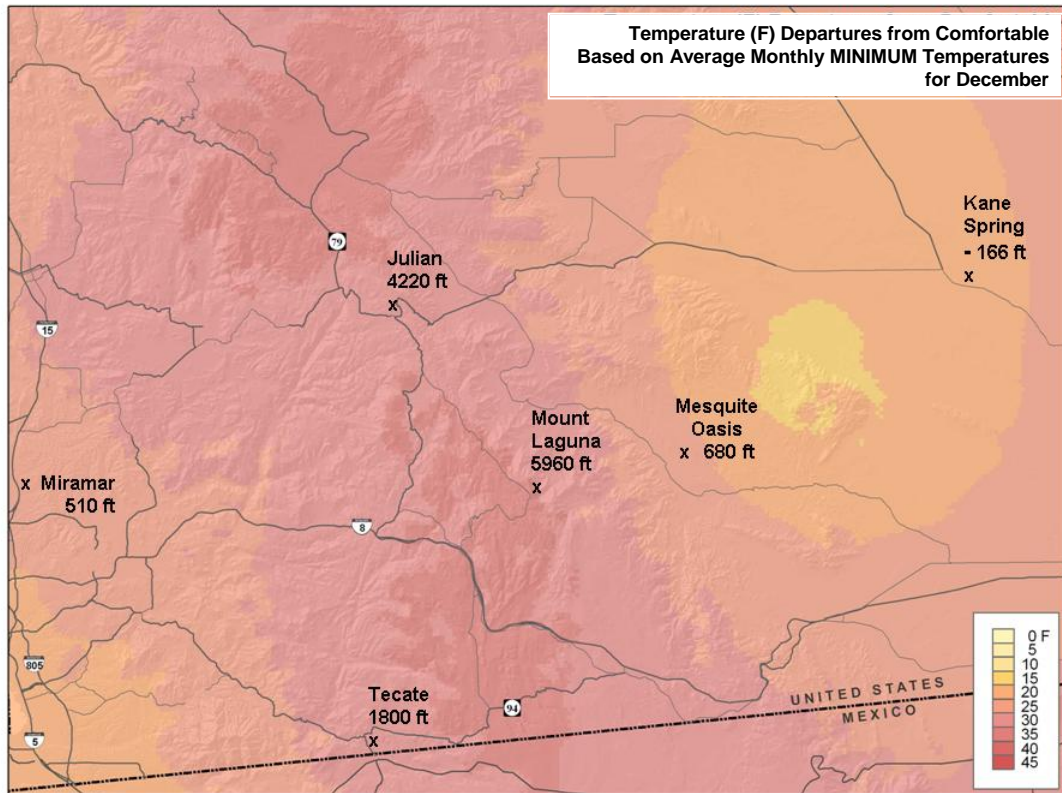 Temperature (F) Departures from Comfortable
Based on Average Monthly MINIMUM Temperatures
for December
Kane
Spring
- 166 ft
x
79
Julian
4220 ft
x
15
Mount
Laguna
5960 ft
x
Mesquite
Oasis
x 680 ft
x Miramar
510 ft
8
805
5
Tecate
1800 ft
x
94
UNITED STATES
MEXICO
0 F
5
10
15
20
25
30
35
40
45